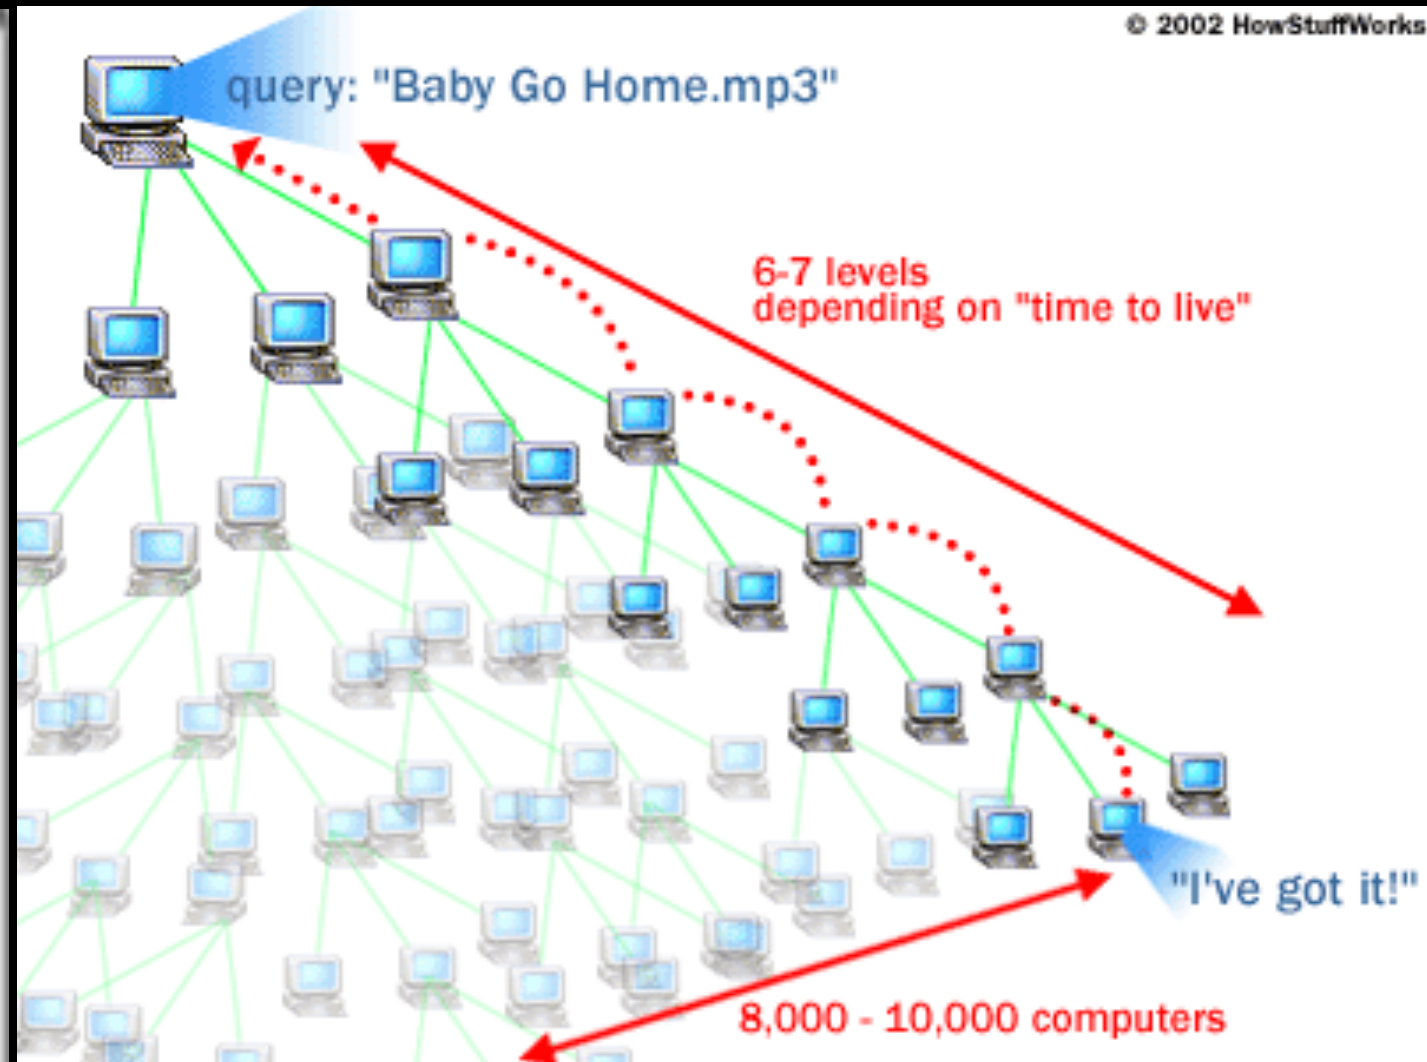 © 2002 HowStuffWorks
query: "Baby Go Home.mp3"
6-7 levels
depending on "time to live"
"I've got it!"
8,000 - 10,000 computers